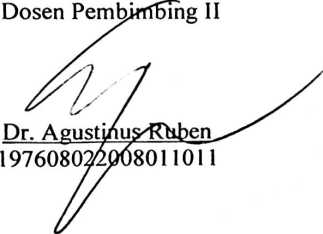 Dosen Pembimbing II
Dr. Agustinus Ruben
197608022008011011